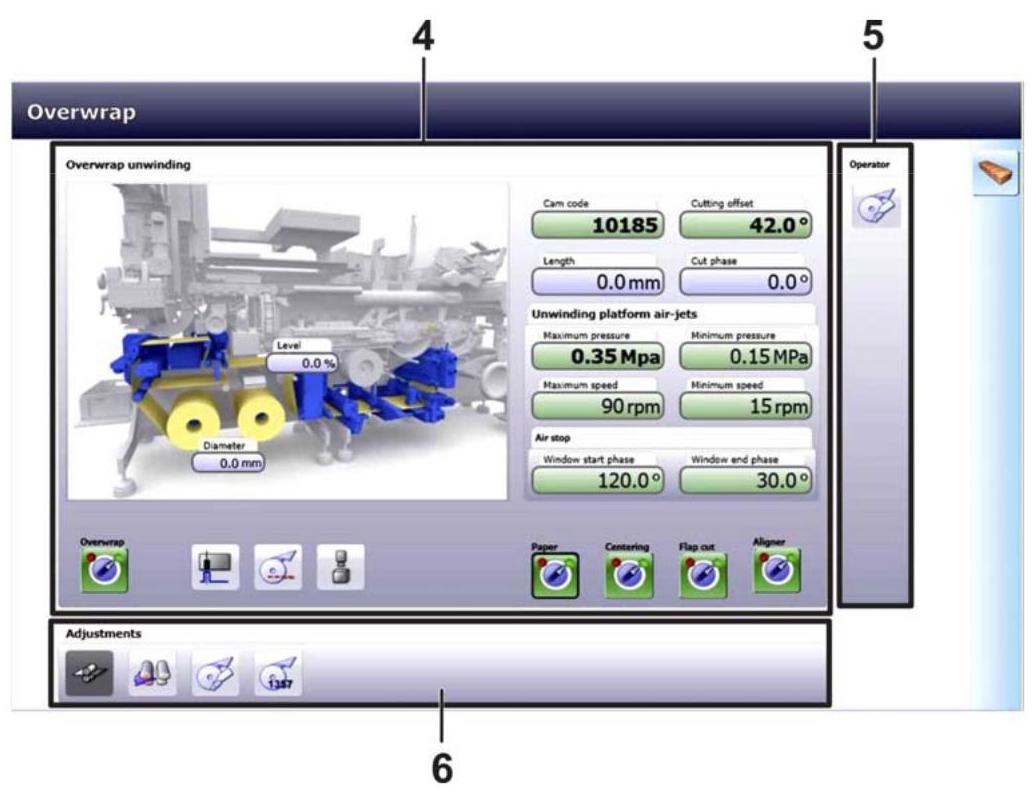 4
5
Overwrap
Overwrap unwinding
Operator
Cam code
Cutting offset
10185
42.0°
Length
Cut phase
0.0 mm
0.0°
Unwinding platform air-jets
Maximum pressure
Minimum pressure
0.35 Mpa
0.15 MPa
Level
0.0 %
Maximum speed
Minimum speed
90 rpm
15 rpm
Air stop
Diameter
0.0 mm
Window start phase
Window end phase
120.0°
30.0°
Overwrap
Paper
Centering
Flap cut
Aligner
Adjustments
1357
6